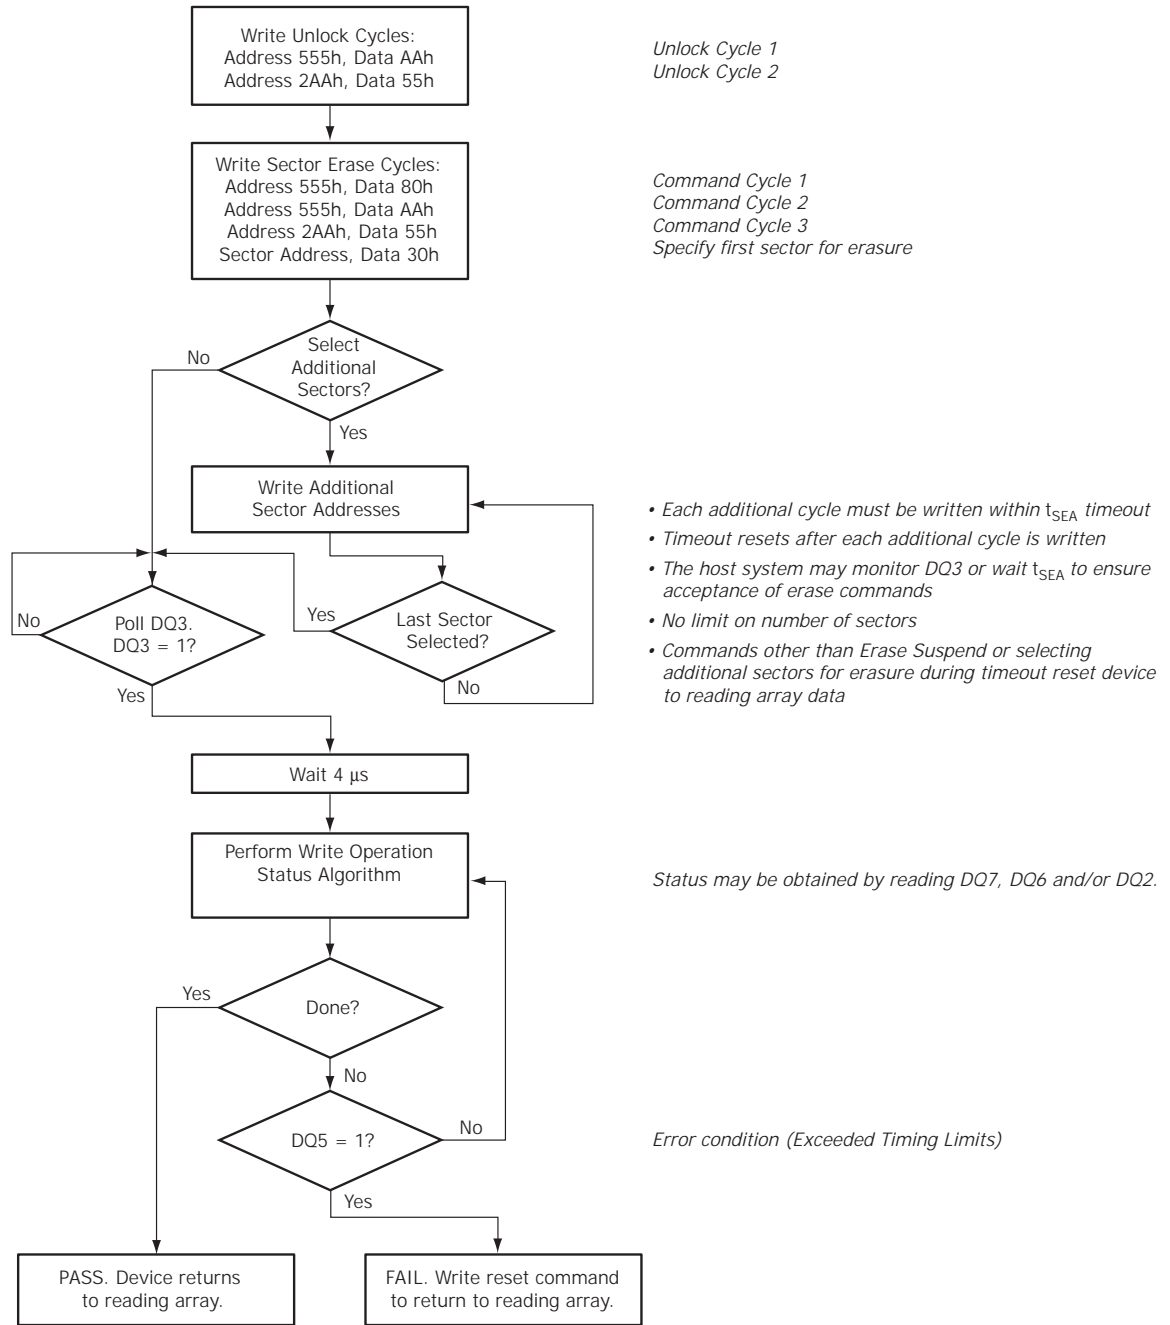 Write Unlock Cycles:
Address 555h, Data AAh
Address 2AAh, Data 55h
Unlock Cycle 1
Unlock Cycle 2
Write Sector Erase Cycles:
Address 555h, Data 80h
Address 555h, Data AAh
Address 2AAh, Data 55h
Sector Address, Data 30h
Command Cycle 1
Command Cycle 2
Command Cycle 3
Specify first sector for erasure
Select
Additional
Sectors?
No
Yes
Write Additional
Sector Addresses
• Each additional cycle must be written within tSEA timeout
• Timeout resets after each additional cycle is written
• The host system may monitor DQ3 or wait tSEA to ensure
acceptance of erase commands
• No limit on number of sectors
• Commands other than Erase Suspend or selecting
additional sectors for erasure during timeout reset device
to reading array data
No
Poll DQ3.
DQ3 = 1?
Yes
Yes
Last Sector
Selected?
No
Wait 4 μs
Perform Write Operation
Status Algorithm
Status may be obtained by reading DQ7, DQ6 and/or DQ2.
Yes
Done?
No
DQ5 = 1?
No
Yes
Error condition (Exceeded Timing Limits)
PASS. Device returns
to reading array.
FAIL. Write reset command
to return to reading array.